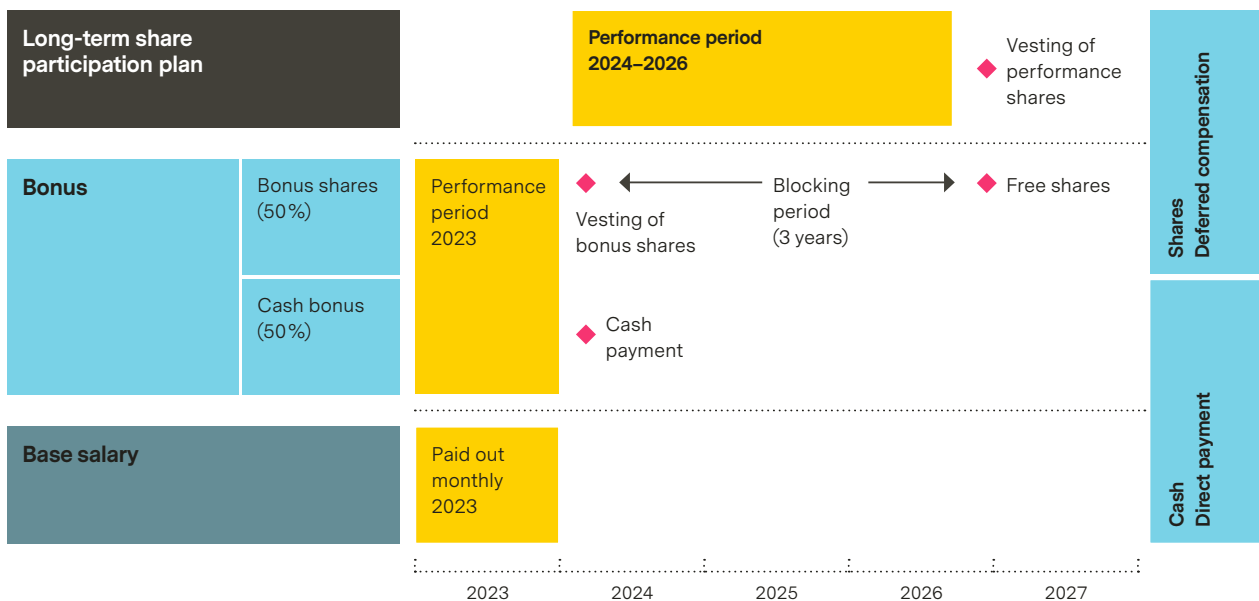 Long-term share
participation plan
Performance period
2024–2026
Vesting of
performance
shares
Bonus
Bonus shares
(50%)
Cash bonus
(50%)
Performance
period
2023
Vesting of
bonus shares
Blocking
period
(3 years)
Free shares
Cash
payment
Shares
Deferred compensation
Base salary
Paid out
monthly
2023
Cash
Direct payment
2023
2024
2025
2026
2027